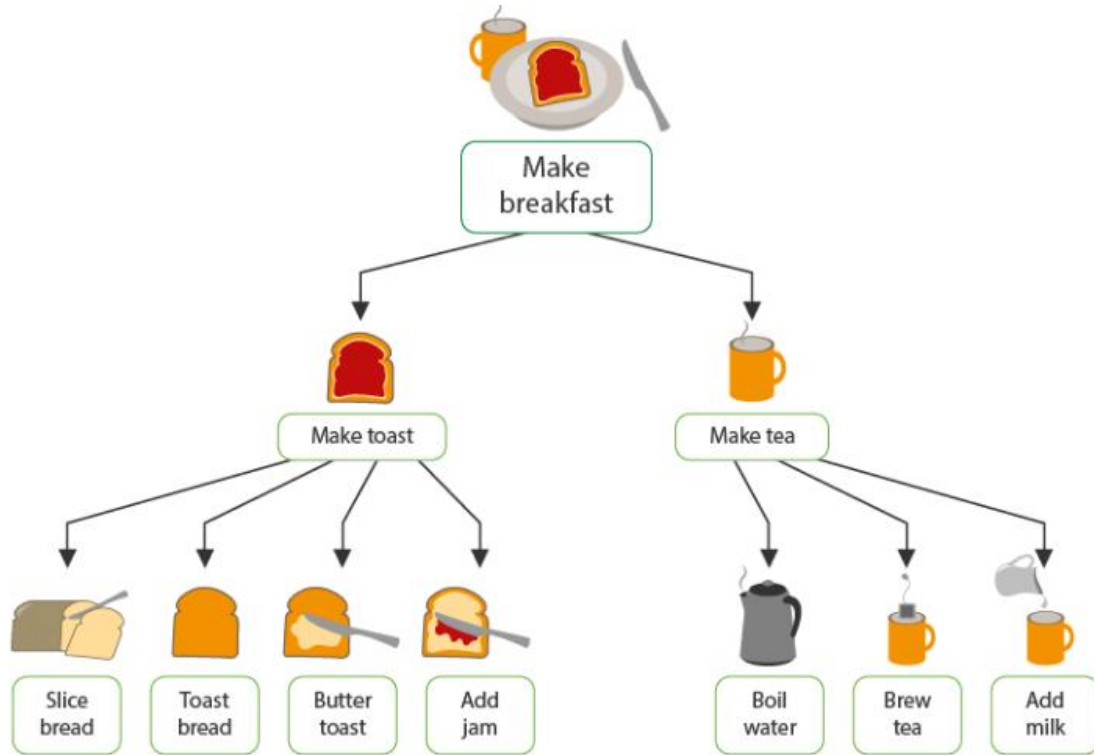 Make
breakfast
Make toast
Make tea
Slice
bread
Toast
bread
Butter
toast
Add
jam
Boil
water
Brew
tea
Add
milk